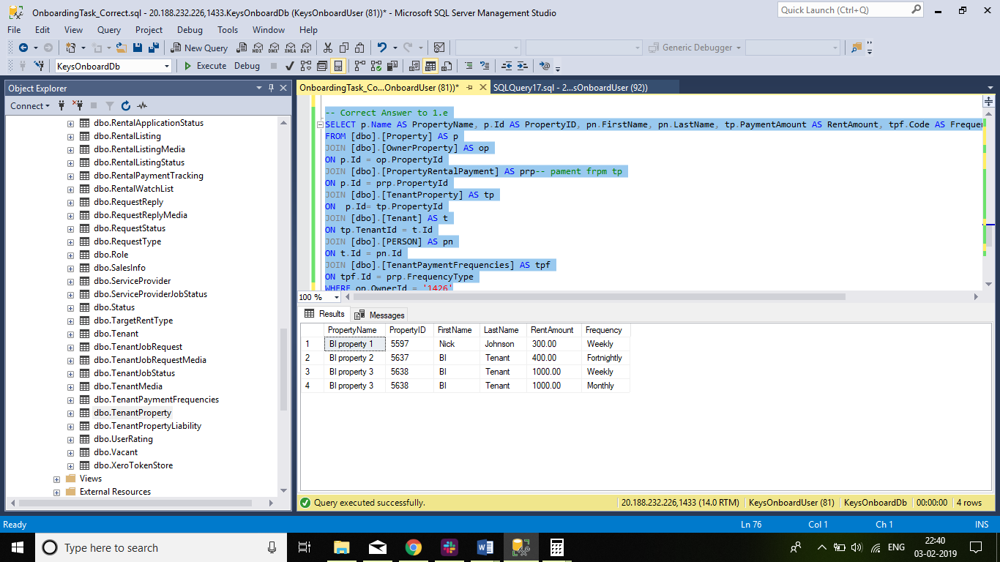 OnboardingTask_Correct.sql - 20.188.232.226,1433.KeysOnboardDb (KeysOnboardUser (81))* - Microsoft SQL Server Management Studio
Quick Launch (Ctrl+Q)
File Edit View Query Project Debug Tools Window Help
New Query MDX DMX XMLA DAX Generic Debugger
KeysOnboardDb Execute Debug
Object Explorer
Connect
dbo.RentalApplicationStatus
dbo.RentalListing
dbo.RentalListingMedia
dbo.RentalListingStatus
dbo.RentalPaymentTracking
dbo.RentalWatchList
dbo.RequestReply
dbo.RequestReplyMedia
dbo.RequestStatus
dbo.RequestType
dbo.Role
dbo.SalesInfo
dbo.ServiceProvider
dbo.ServiceProviderJobStatus
dbo.Status
dbo.TargetRentType
dbo.Tenant
dbo.TenantJobRequest
dbo.TenantJobRequestMedia
dbo.TenantJobStatus
dbo.TenantMedia
dbo.TenantPaymentFrequencies
dbo.TenantProperty
dbo.TenantPropertyLiability
dbo.UserRating
dbo.Vacant
dbo.XeroTokenStore
Views
External Resources
OnboardingTask_Co...OnboardUser (81))* SQLQuery17.sql - 2...sOnboardUser (92))
-- Correct Answer to 1.e
SELECT p.Name AS PropertyName, p.Id AS PropertyID, pn.FirstName, pn.LastName, tp.PaymentAmount AS RentAmount, tpf.Code AS Frequen
FROM [dbo].[Property] AS p
JOIN [dbo].[OwnerProperty] AS op
ON p.Id = op.PropertyId
JOIN [dbo].[PropertyRentalPayment] AS prp-- pament frpm tp
ON p.Id = prp.PropertyId
JOIN [dbo].[TenantProperty] AS tp
ON  p.Id= tp.PropertyId
JOIN [dbo].[Tenant] AS t
ON tp.TenantId = t.Id
JOIN [dbo].[PERSON] AS pn
ON t.Id = pn.Id
JOIN [dbo].[TenantPaymentFrequencies] AS tpf
ON tpf.Id = prp.FrequencyType
WHERE op.OwnerId = '1426'
100 %
Results Messages
PropertyName PropertyID FirstName LastName RentAmount Frequency
1 BI property 1 5597 Nick Johnson 300.00 Weekly
2 BI property 2 5637 BI Tenant 400.00 Fortnightly
3 BI property 3 5638 BI Tenant 1000.00 Weekly
4 BI property 3 5638 BI Tenant 1000.00 Monthly
Query executed successfully. 20.188.232.226,1433 (14.0 RTM) KeysOnboardUser (81) KeysOnboardDb 00:00:00 4 rows
Ready Ln 76 Col 1 Ch 1 INS
Type here to search ENG 22:40
03-02-2019